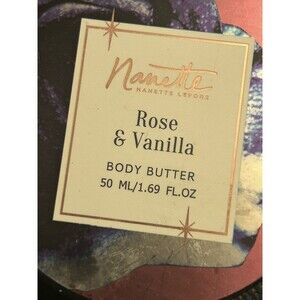 Nanette
NANETTE LEPORE
Rose
& Vanilla
BODY BUTTER
50 ML/1.69 FL.OZ